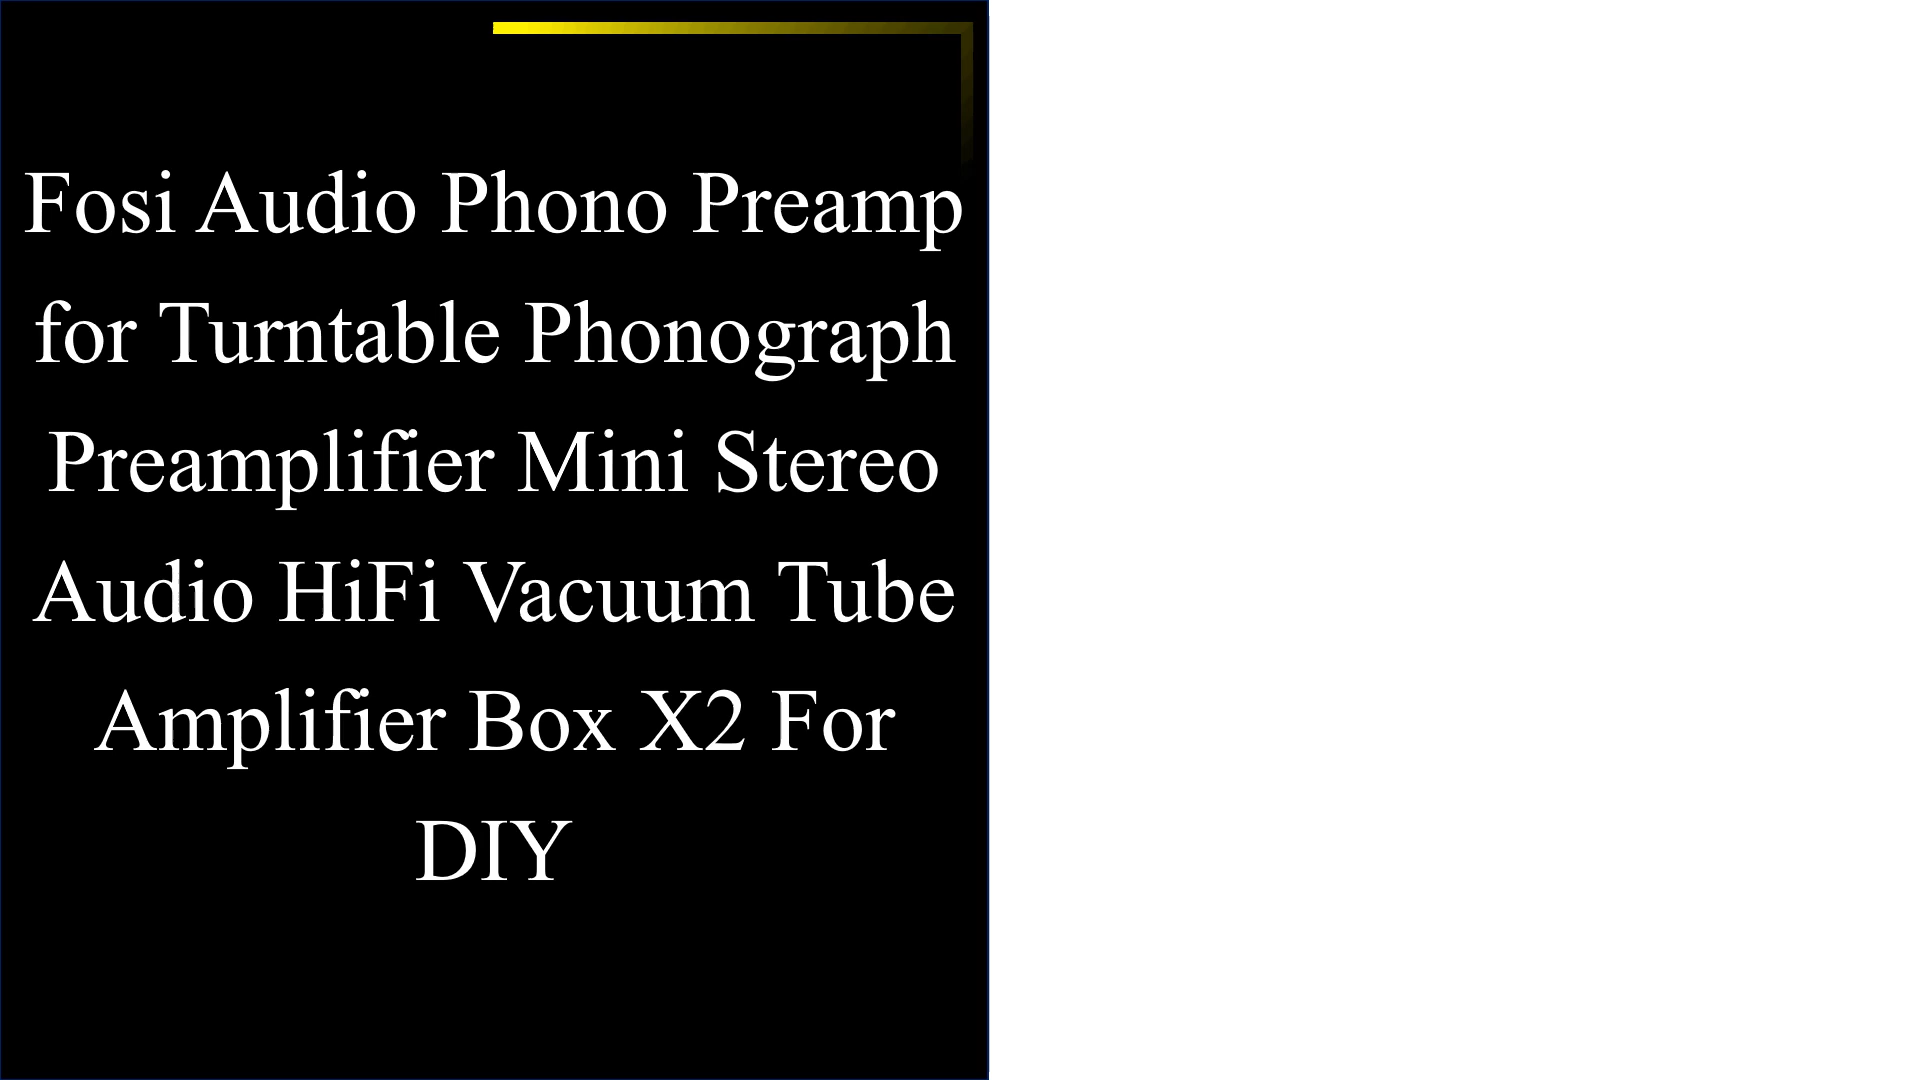 Fosi Audio Phono Preamp
for Turntable Phonograph
Preamplifier Mini Stereo
Audio HiFi Vacuum Tube
Amplifier Box X2 For
DIY